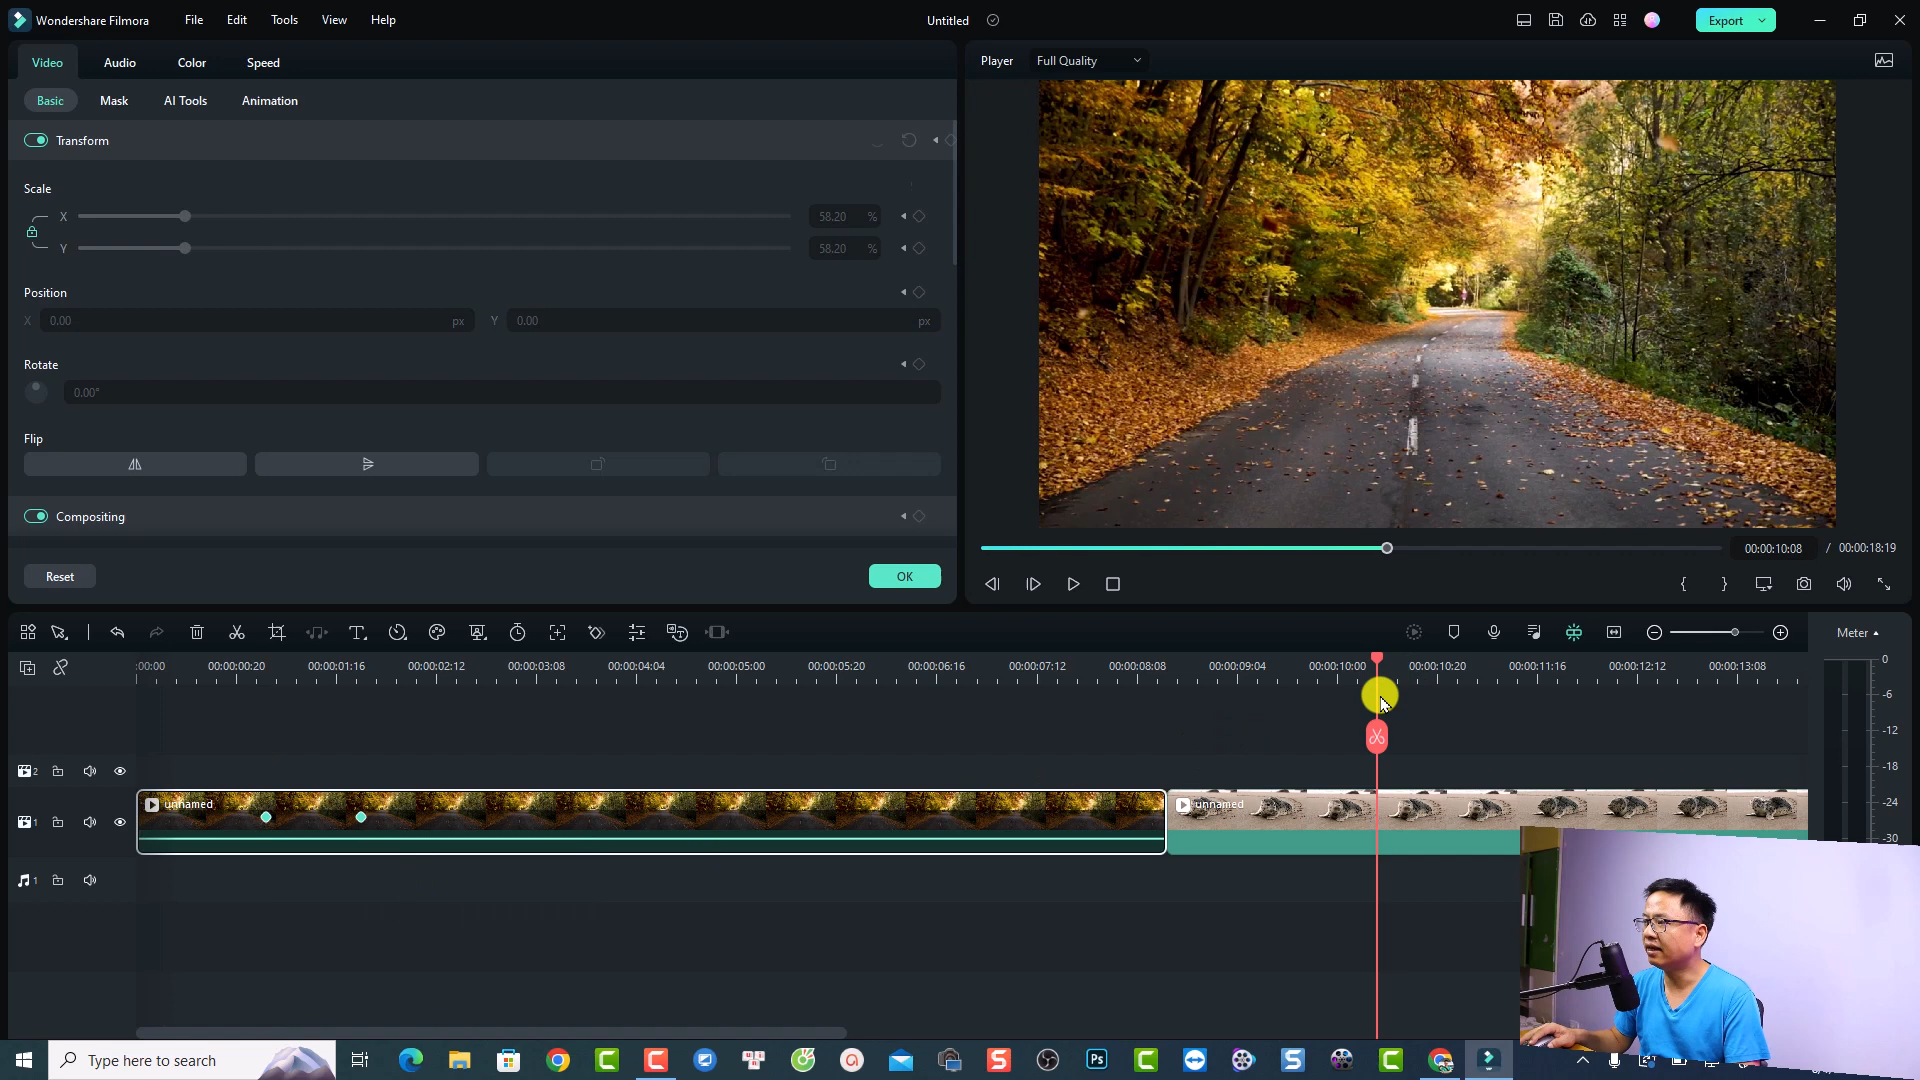 Wondershare Filmora File Edit Tools View Help Untitled Export
Video Audio Color Speed
Player Full Quality
Basic Mask AI Tools Animation
Transform
Scale
X 58.20 %
Y 58.20 %
Position
X 0.00 px Y 0.00 px
Rotate
0.00°
Flip
Compositing
00:00:10:08 / 00:00:18:19
Reset OK
Meter
:00:00 00:00:00:20 00:00:01:16 00:00:02:12 00:00:03:08 00:00:04:04 00:00:05:00 00:00:05:20 00:00:06:16 00:00:07:12 00:00:08:08 00:00:09:04 00:00:10:00 00:00:10:20 00:00:11:16 00:00:12:12 00:00:13:08
0
-6
-12
-18
-24
-30
2
unnamed unnamed
1
1
Type here to search
Ps